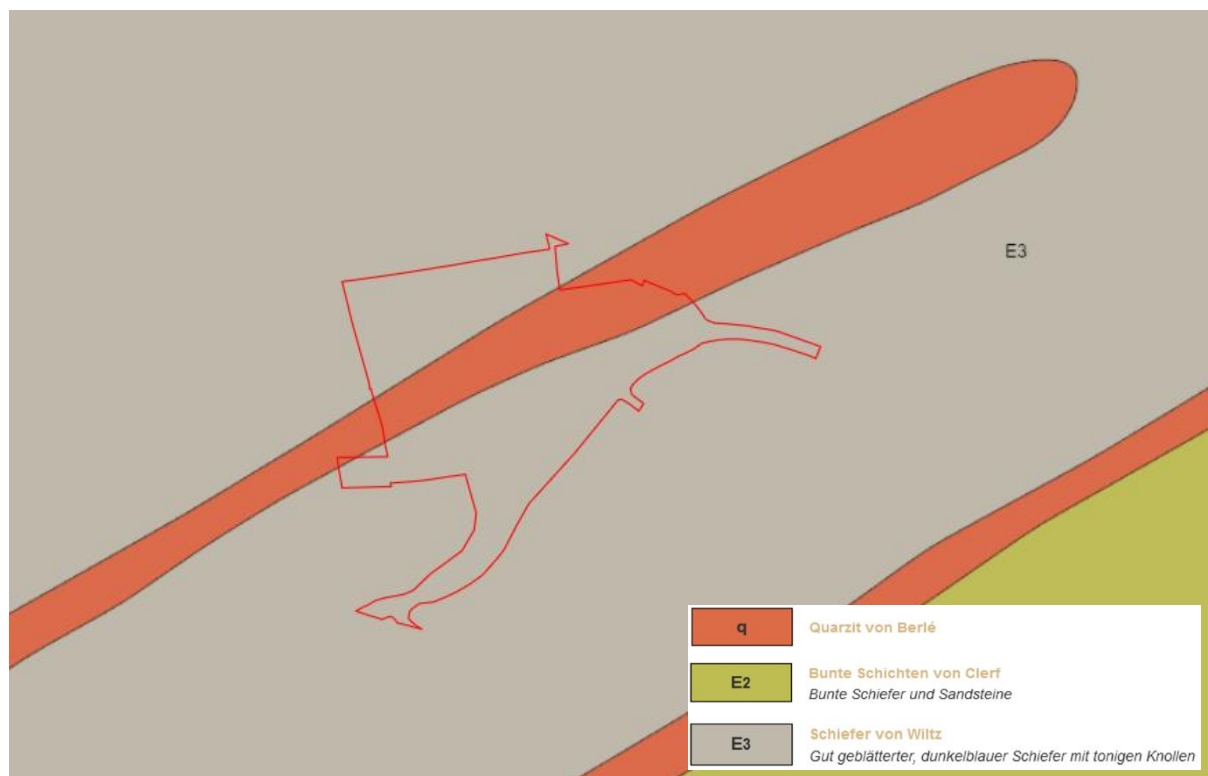 E3
q
Quarzit von Berlé
E2
Bunte Schichten von Clerf
Bunte Schiefer und Sandsteine
E3
Schiefer von Wiltz
Gut geblätterter, dunkelblauer Schiefer mit tonigen Knollen